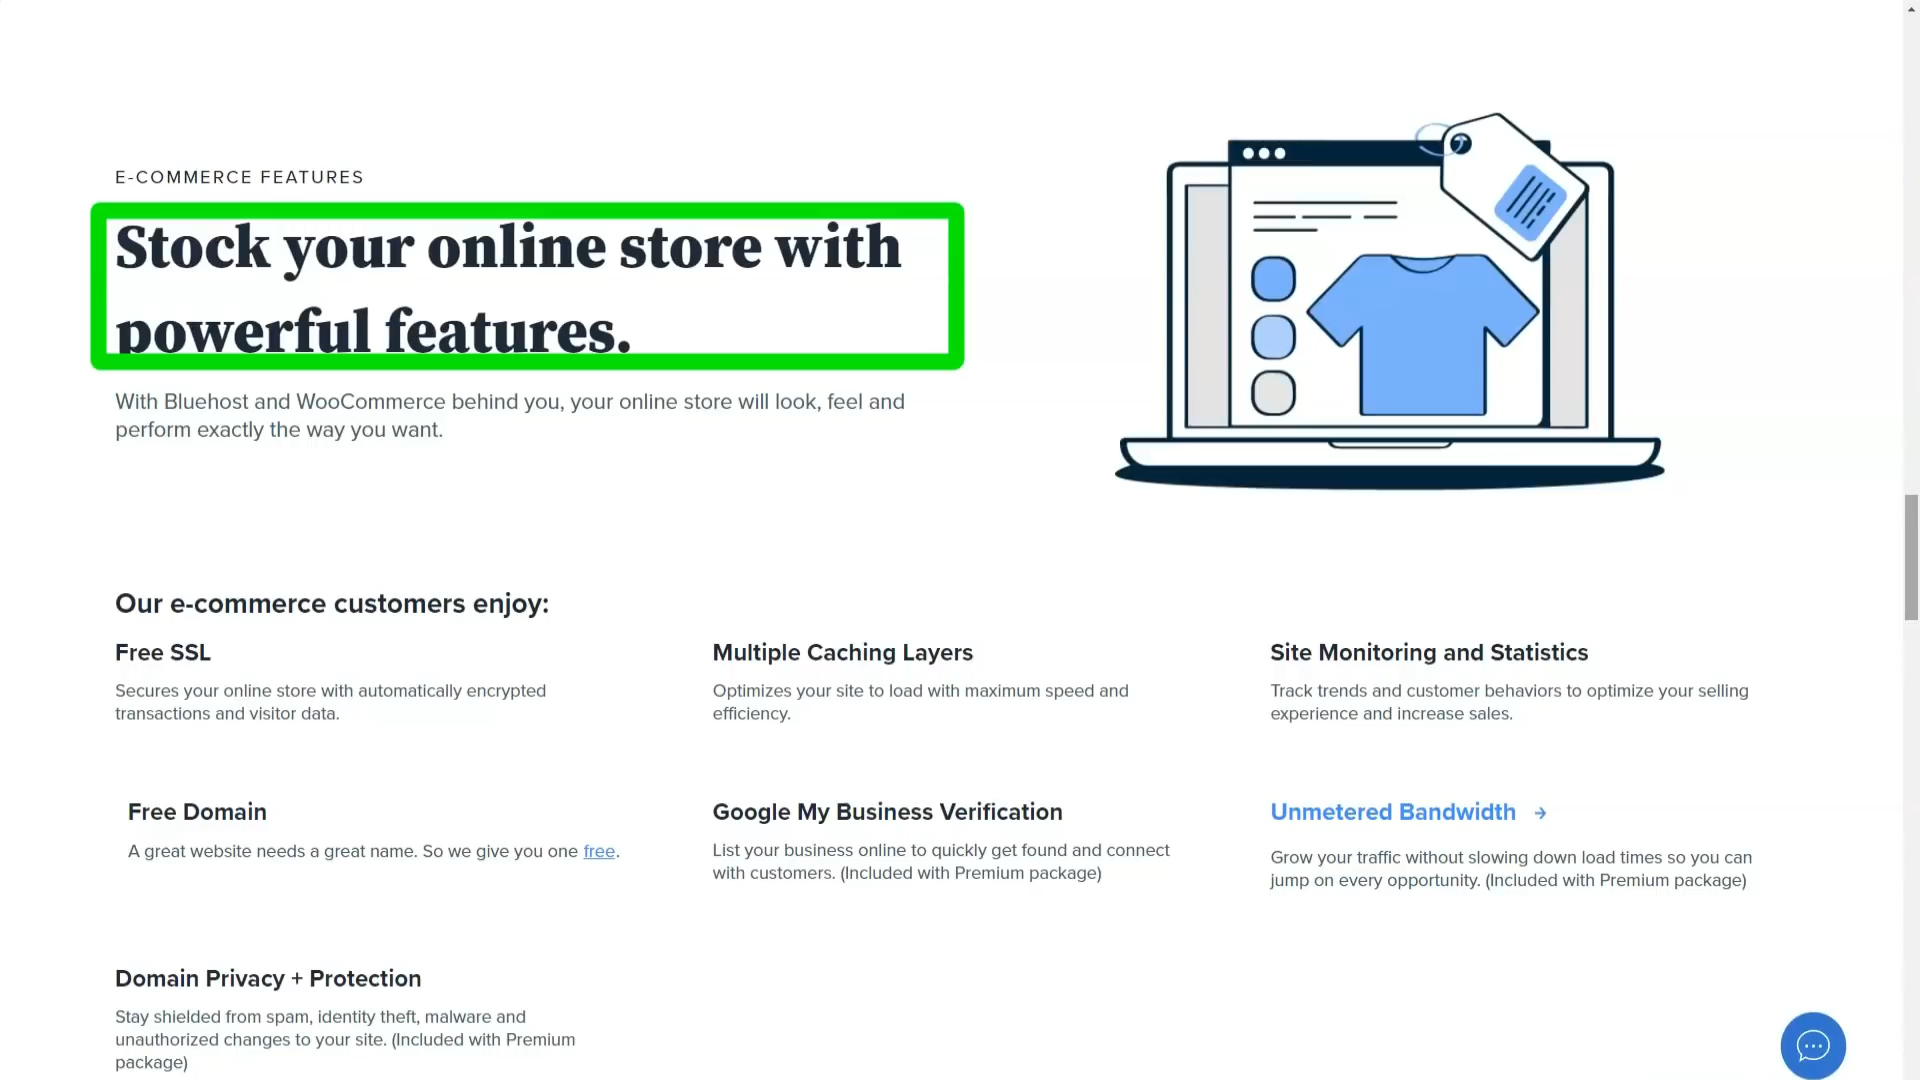 E-COMMERCE FEATURES
Stock your online store with
powerful features.
With Bluehost and WooCommerce behind you, your online store will look, feel and
perform exactly the way you want.
Our e-commerce customers enjoy:
Free SSL
Secures your online store with automatically encrypted
transactions and visitor data.
Multiple Caching Layers
Optimizes your site to load with maximum speed and
efficiency.
Site Monitoring and Statistics
Track trends and customer behaviors to optimize your selling
experience and increase sales.
Free Domain
A great website needs a great name. So we give you one free.
Google My Business Verification
List your business online to quickly get found and connect
with customers. (Included with Premium package)
Unmetered Bandwidth →
Grow your traffic without slowing down load times so you can
jump on every opportunity. (Included with Premium package)
Domain Privacy + Protection
Stay shielded from spam, identity theft, malware and
unauthorized changes to your site. (Included with Premium
package)